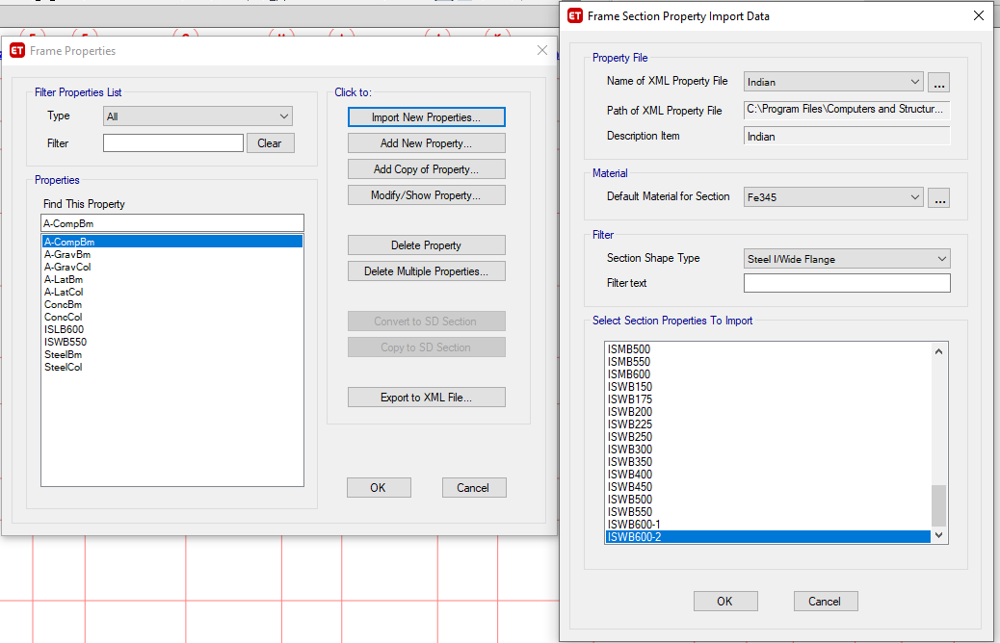 ET Frame Properties
Filter Properties List
Type All
Filter Clear
Properties
Find This Property
A-CompBm
A-CompBm
A-GravBm
A-GravCol
A-LatBm
A-LatCol
ConcBm
ConcCol
ISLB600
ISWB550
SteelBm
SteelCol
Click to:
Import New Properties...
Add New Property...
Add Copy of Property...
Modify/Show Property...
Delete Property
Delete Multiple Properties...
Convert to SD Section
Copy to SD Section
Export to XML File...
OK Cancel
ET Frame Section Property Import Data
Property File
Name of XML Property File Indian ...
Path of XML Property File C:\Program Files\Computers and Structur...
Description Item Indian
Material
Default Material for Section Fe345 ...
Filter
Section Shape Type Steel I/Wide Flange
Filter text
Select Section Properties To Import
ISMB500
ISMB550
ISMB600
ISWB150
ISWB175
ISWB200
ISWB225
ISWB250
ISWB300
ISWB350
ISWB400
ISWB450
ISWB500
ISWB550
ISWB600-1
ISWB600-2
OK Cancel